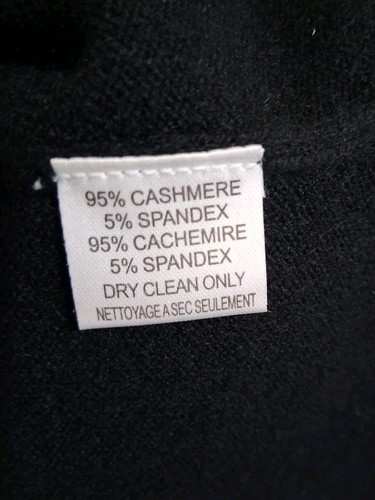 95% CASHMERE
5% SPANDEX
95% CACHEMIRE
5% SPANDEX
DRY CLEAN ONLY
NETTOYAGE A SEC SEULEMENT